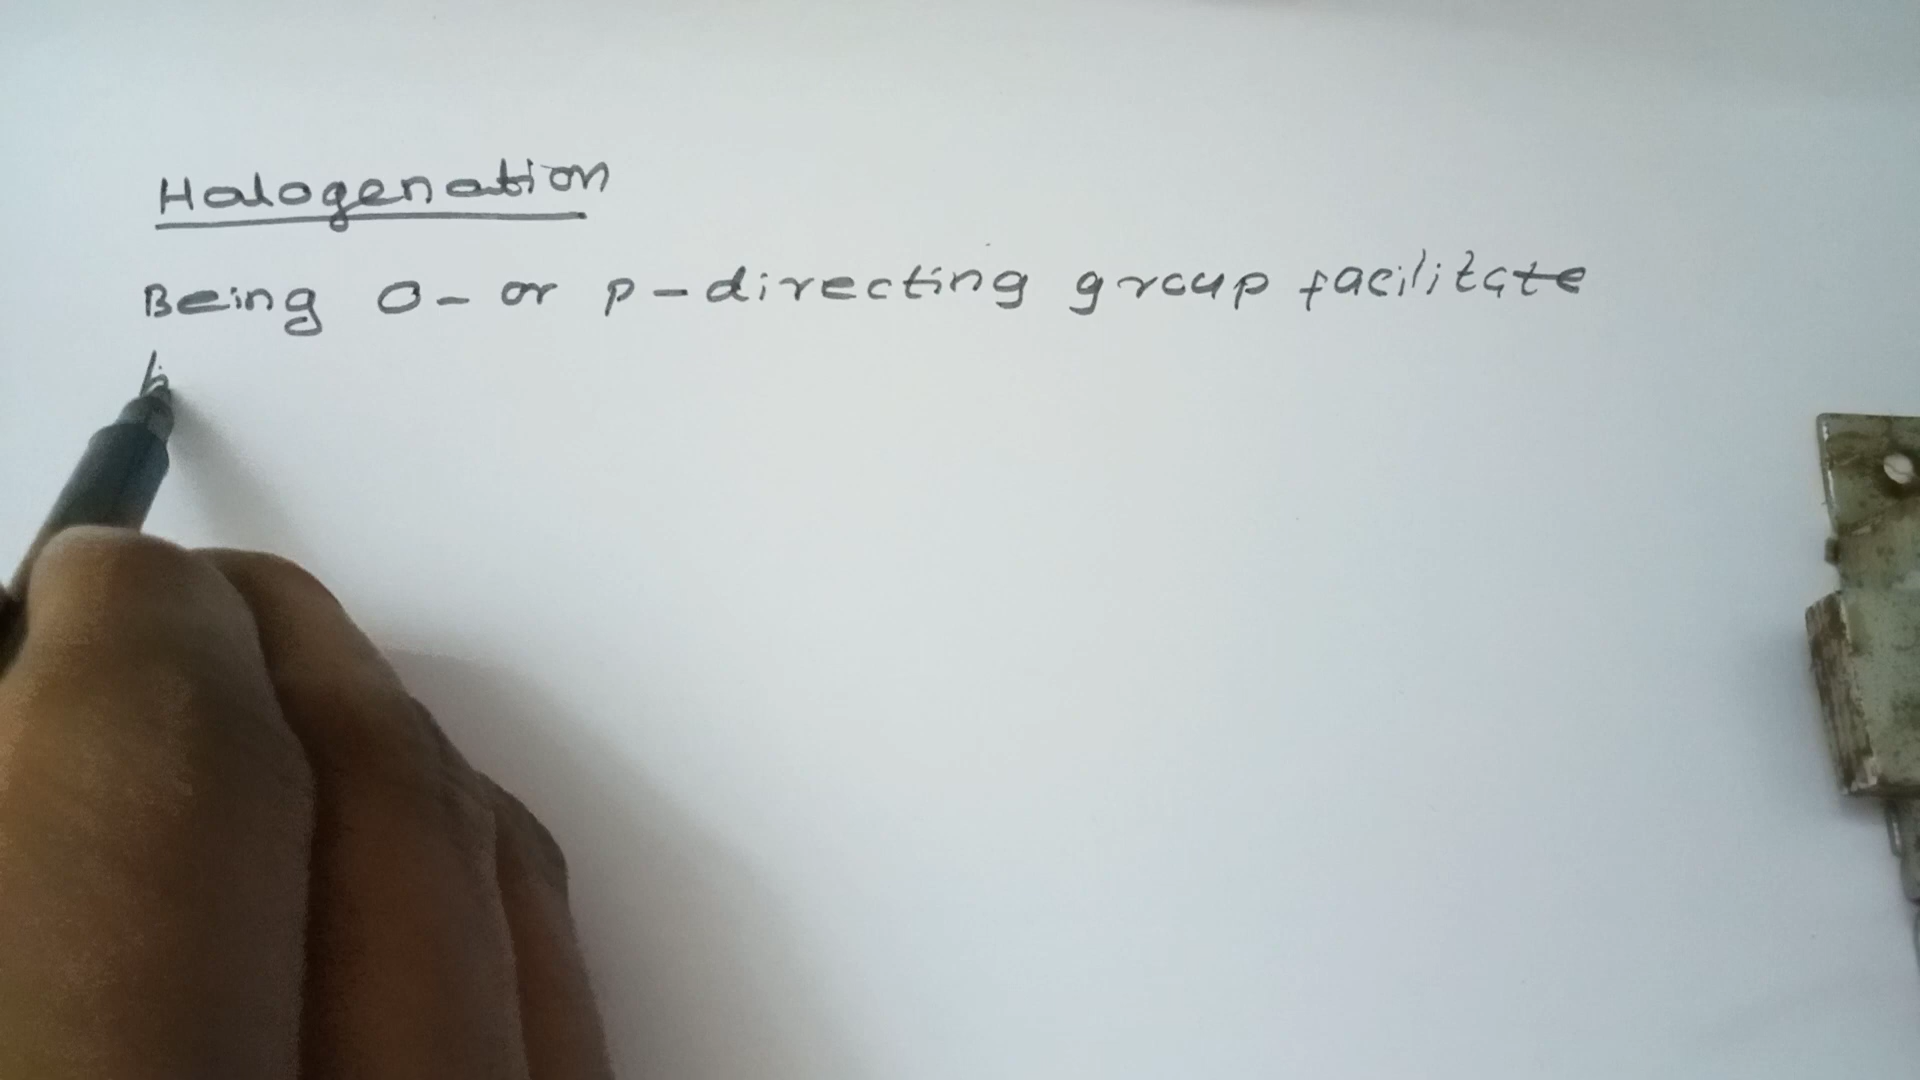 Halogenation
Being o- or p-directing group facilitate